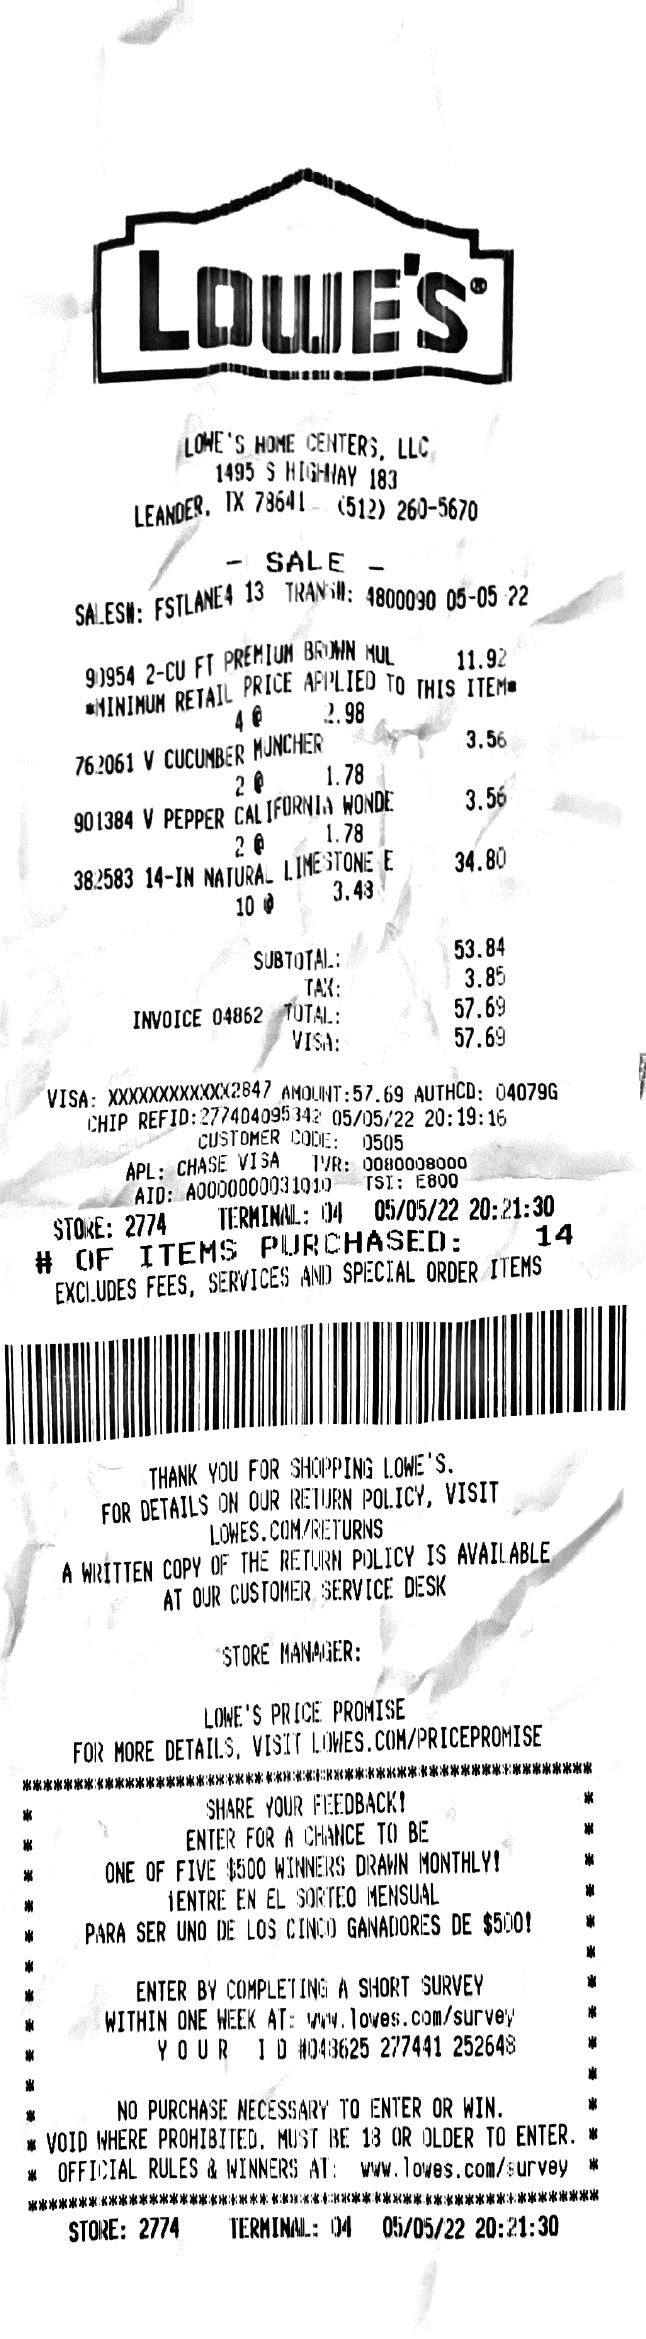 LOWE'S®
LOWE'S HOME CENTERS, LLC
1495 S HIGHWAY 183
LEANDER, TX 78641 (512) 260-5670
- SALE -
SALES#: FSTLANE4 13 TRANS#: 4800090 05-05-22
90954 2-CU FT PREMIUM BROWN MUL 11.92
*MINIMUM RETAIL PRICE APPLIED TO THIS ITEM*
4 @ 2.98
762061 V CUCUMBER MUNCHER 3.56
2 @ 1.78
901384 V PEPPER CALIFORNIA WONDE 3.56
2 @ 1.78
382583 14-IN NATURAL LIMESTONE E 34.80
10 @ 3.48
SUBTOTAL: 53.84
TAX: 3.85
INVOICE 04862 TOTAL: 57.69
VISA: 57.69
VISA: XXXXXXXXXXXX2847 AMOUNT:57.69 AUTHCD: 04079G
CHIP REFID:277404095342 05/05/22 20:19:16
CUSTOMER CODE: 0505
APL: CHASE VISA TVR: 0080008000
AID: A0000000031010 TSI: E800
STORE: 2774 TERMINAL: 04 05/05/22 20:21:30
# OF ITEMS PURCHASED: 14
EXCLUDES FEES, SERVICES AND SPECIAL ORDER ITEMS
THANK YOU FOR SHOPPING LOWE'S.
FOR DETAILS ON OUR RETURN POLICY, VISIT
LOWES.COM/RETURNS
A WRITTEN COPY OF THE RETURN POLICY IS AVAILABLE
AT OUR CUSTOMER SERVICE DESK
STORE MANAGER:
LOWE'S PRICE PROMISE
FOR MORE DETAILS, VISIT LOWES.COM/PRICEPROMISE
SHARE YOUR FEEDBACK!
ENTER FOR A CHANCE TO BE
ONE OF FIVE $500 WINNERS DRAWN MONTHLY!
¡ENTRE EN EL SORTEO MENSUAL
PARA SER UNO DE LOS CINCO GANADORES DE $500!
ENTER BY COMPLETING A SHORT SURVEY
WITHIN ONE WEEK AT: www.lowes.com/survey
Y O U R I D #048625 277441 252648
NO PURCHASE NECESSARY TO ENTER OR WIN.
* VOID WHERE PROHIBITED. MUST BE 18 OR OLDER TO ENTER. *
* OFFICIAL RULES & WINNERS AT: www.lowes.com/survey *
STORE: 2774 TERMINAL: 04 05/05/22 20:21:30